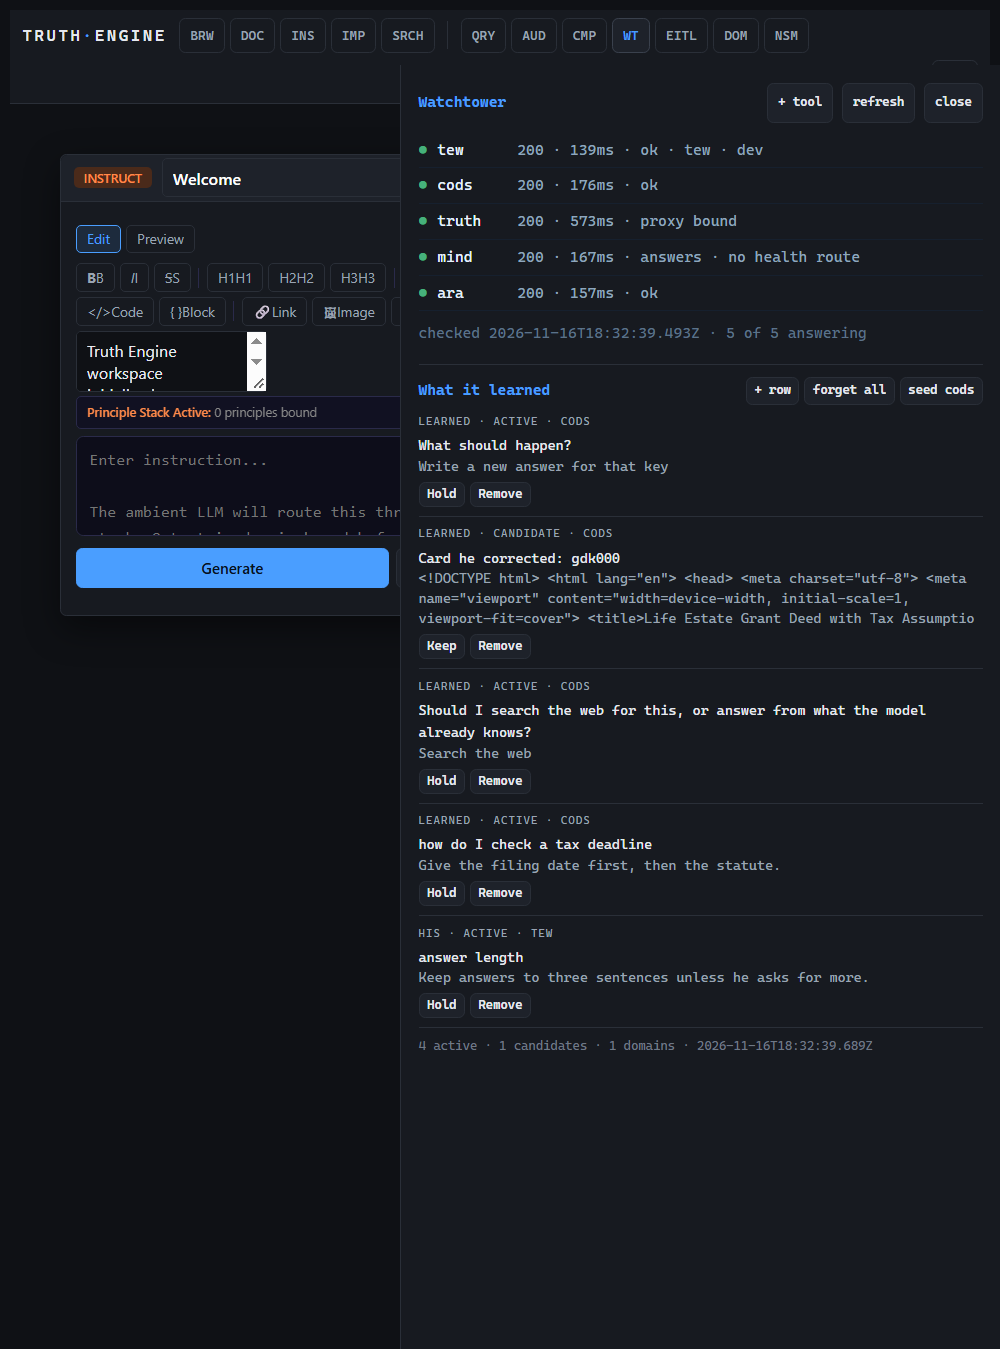 TRUTH·ENGINE BRW DOC INS IMP SRCH QRY AUD CMP WT EITL DOM NSM
INSTRUCT Welcome
Edit Preview
BB II SS H1H1 H2H2 H3H3
</>Code { }Block 🔗Link 🖼Image
Truth Engine
workspace
Principle Stack Active: 0 principles bound
Enter instruction...
The ambient LLM will route this thr
Generate
Watchtower + tool refresh close
tew 200 · 139ms · ok · tew · dev
cods 200 · 176ms · ok
truth 200 · 573ms · proxy bound
mind 200 · 167ms · answers · no health route
ara 200 · 157ms · ok
checked 2026-11-16T18:32:39.493Z · 5 of 5 answering
What it learned + row forget all seed cods
LEARNED · ACTIVE · CODS
What should happen?
Write a new answer for that key
Hold Remove
LEARNED · CANDIDATE · CODS
Card he corrected: gdk000
<!DOCTYPE html> <html lang="en"> <head> <meta charset="utf-8"> <meta
name="viewport" content="width=device-width, initial-scale=1,
viewport-fit=cover"> <title>Life Estate Grant Deed with Tax Assumptio
Keep Remove
LEARNED · ACTIVE · CODS
Should I search the web for this, or answer from what the model
already knows?
Search the web
Hold Remove
LEARNED · ACTIVE · CODS
how do I check a tax deadline
Give the filing date first, then the statute.
Hold Remove
HIS · ACTIVE · TEW
answer length
Keep answers to three sentences unless he asks for more.
Hold Remove
4 active · 1 candidates · 1 domains · 2026-11-16T18:32:39.689Z